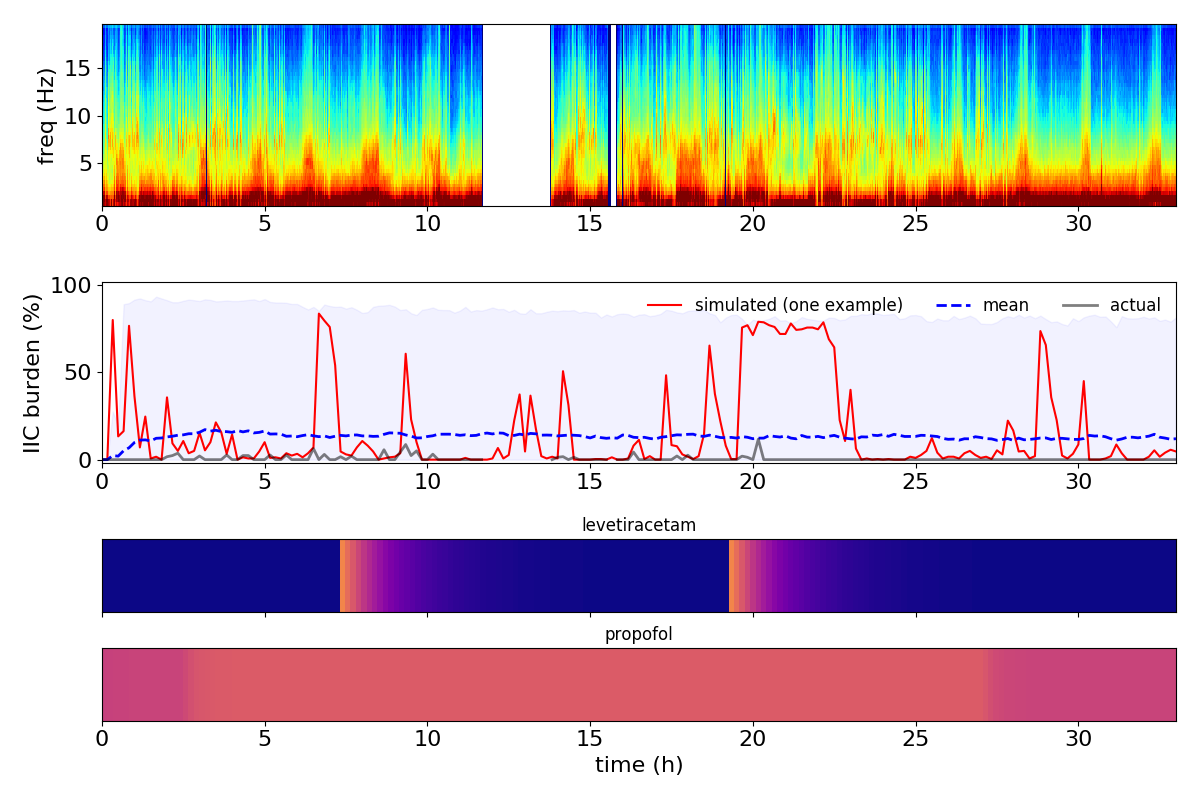 freq (Hz)
15
10
5
0 5 10 15 20 25 30
IIC burden (%)
100
50
0
simulated (one example) mean actual
0 5 10 15 20 25 30
levetiracetam
propofol
0 5 10 15 20 25 30
time (h)